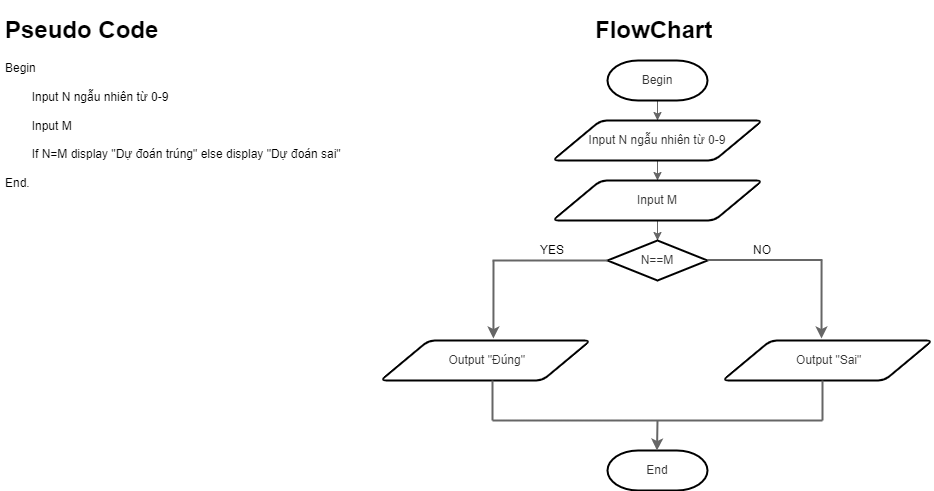 Pseudo Code
Begin
Input N ngẫu nhiên từ 0-9
Input M
If N=M display "Dự đoán trúng" else display "Dự đoán sai"
End.
FlowChart
Begin
Input N ngẫu nhiên từ 0-9
Input M
N==M
YES
NO
Output "Đúng"
Output "Sai"
End